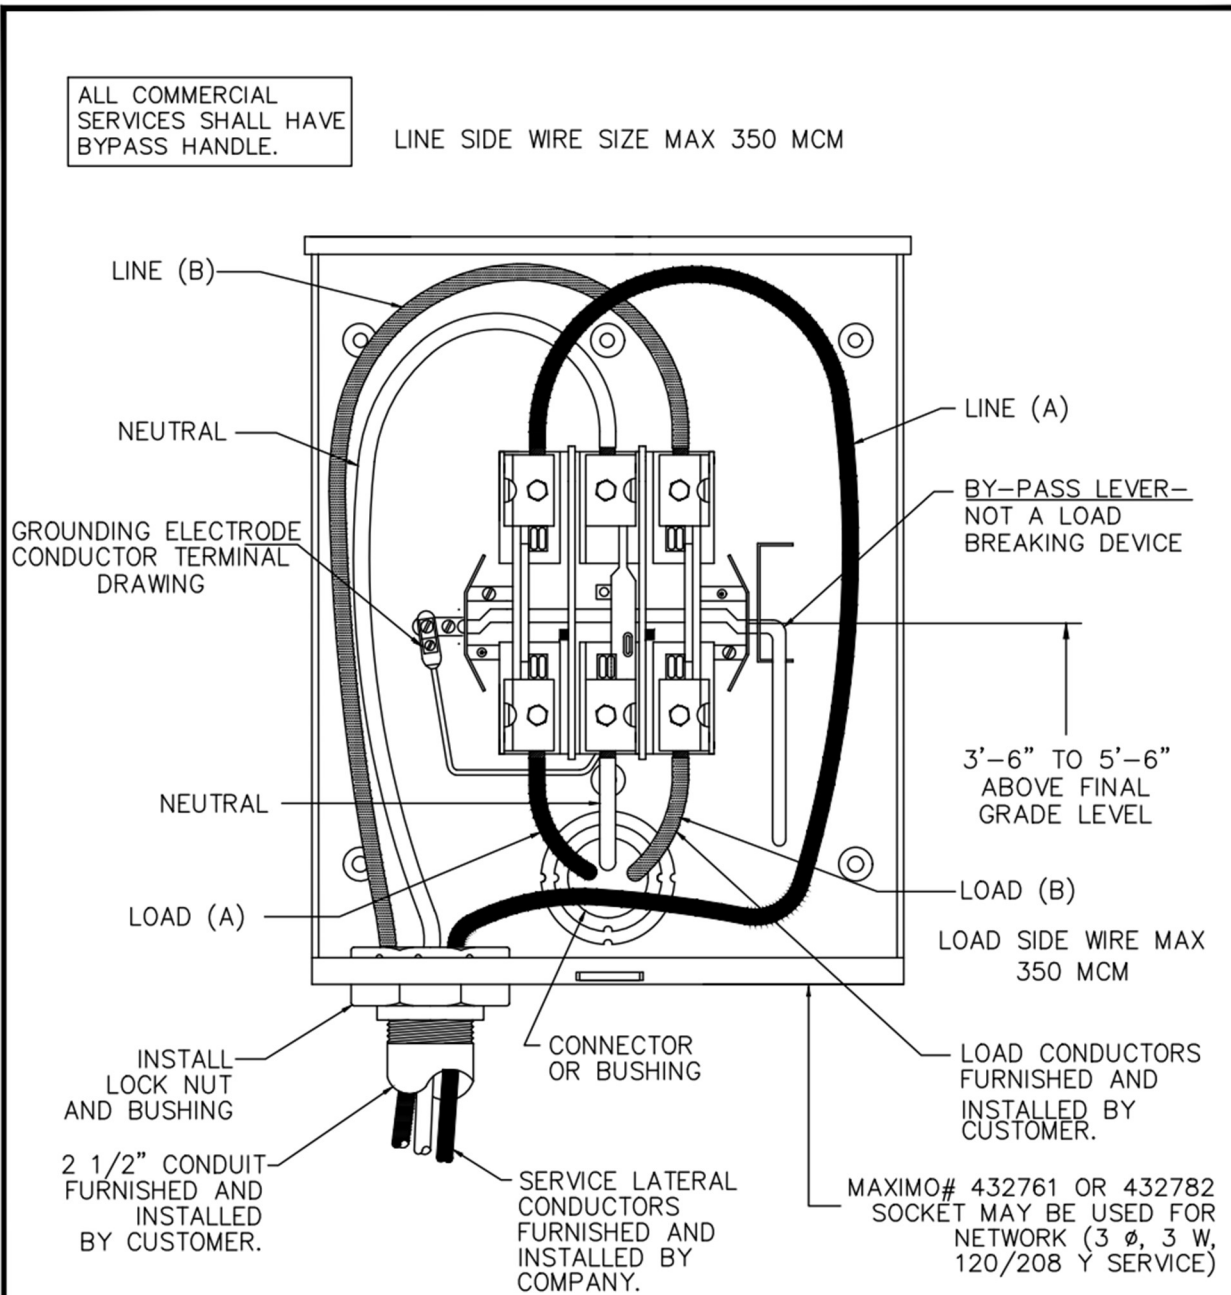 ALL COMMERCIAL
SERVICES SHALL HAVE
BYPASS HANDLE.
LINE SIDE WIRE SIZE MAX 350 MCM
LINE (B)
LINE (A)
NEUTRAL
BY-PASS LEVER-
NOT A LOAD
BREAKING DEVICE
GROUNDING ELECTRODE
CONDUCTOR TERMINAL
DRAWING
3'-6" TO 5'-6"
ABOVE FINAL
GRADE LEVEL
NEUTRAL
LOAD (A)
LOAD (B)
LOAD SIDE WIRE MAX
350 MCM
INSTALL
LOCK NUT
AND BUSHING
CONNECTOR
OR BUSHING
LOAD CONDUCTORS
FURNISHED AND
INSTALLED BY
CUSTOMER.
2 1/2" CONDUIT
FURNISHED AND
INSTALLED
BY CUSTOMER.
SERVICE LATERAL
CONDUCTORS
FURNISHED AND
INSTALLED BY
COMPANY.
MAXIMO# 432761 OR 432782
SOCKET MAY BE USED FOR
NETWORK (3 ø, 3 W,
120/208 Y SERVICE)